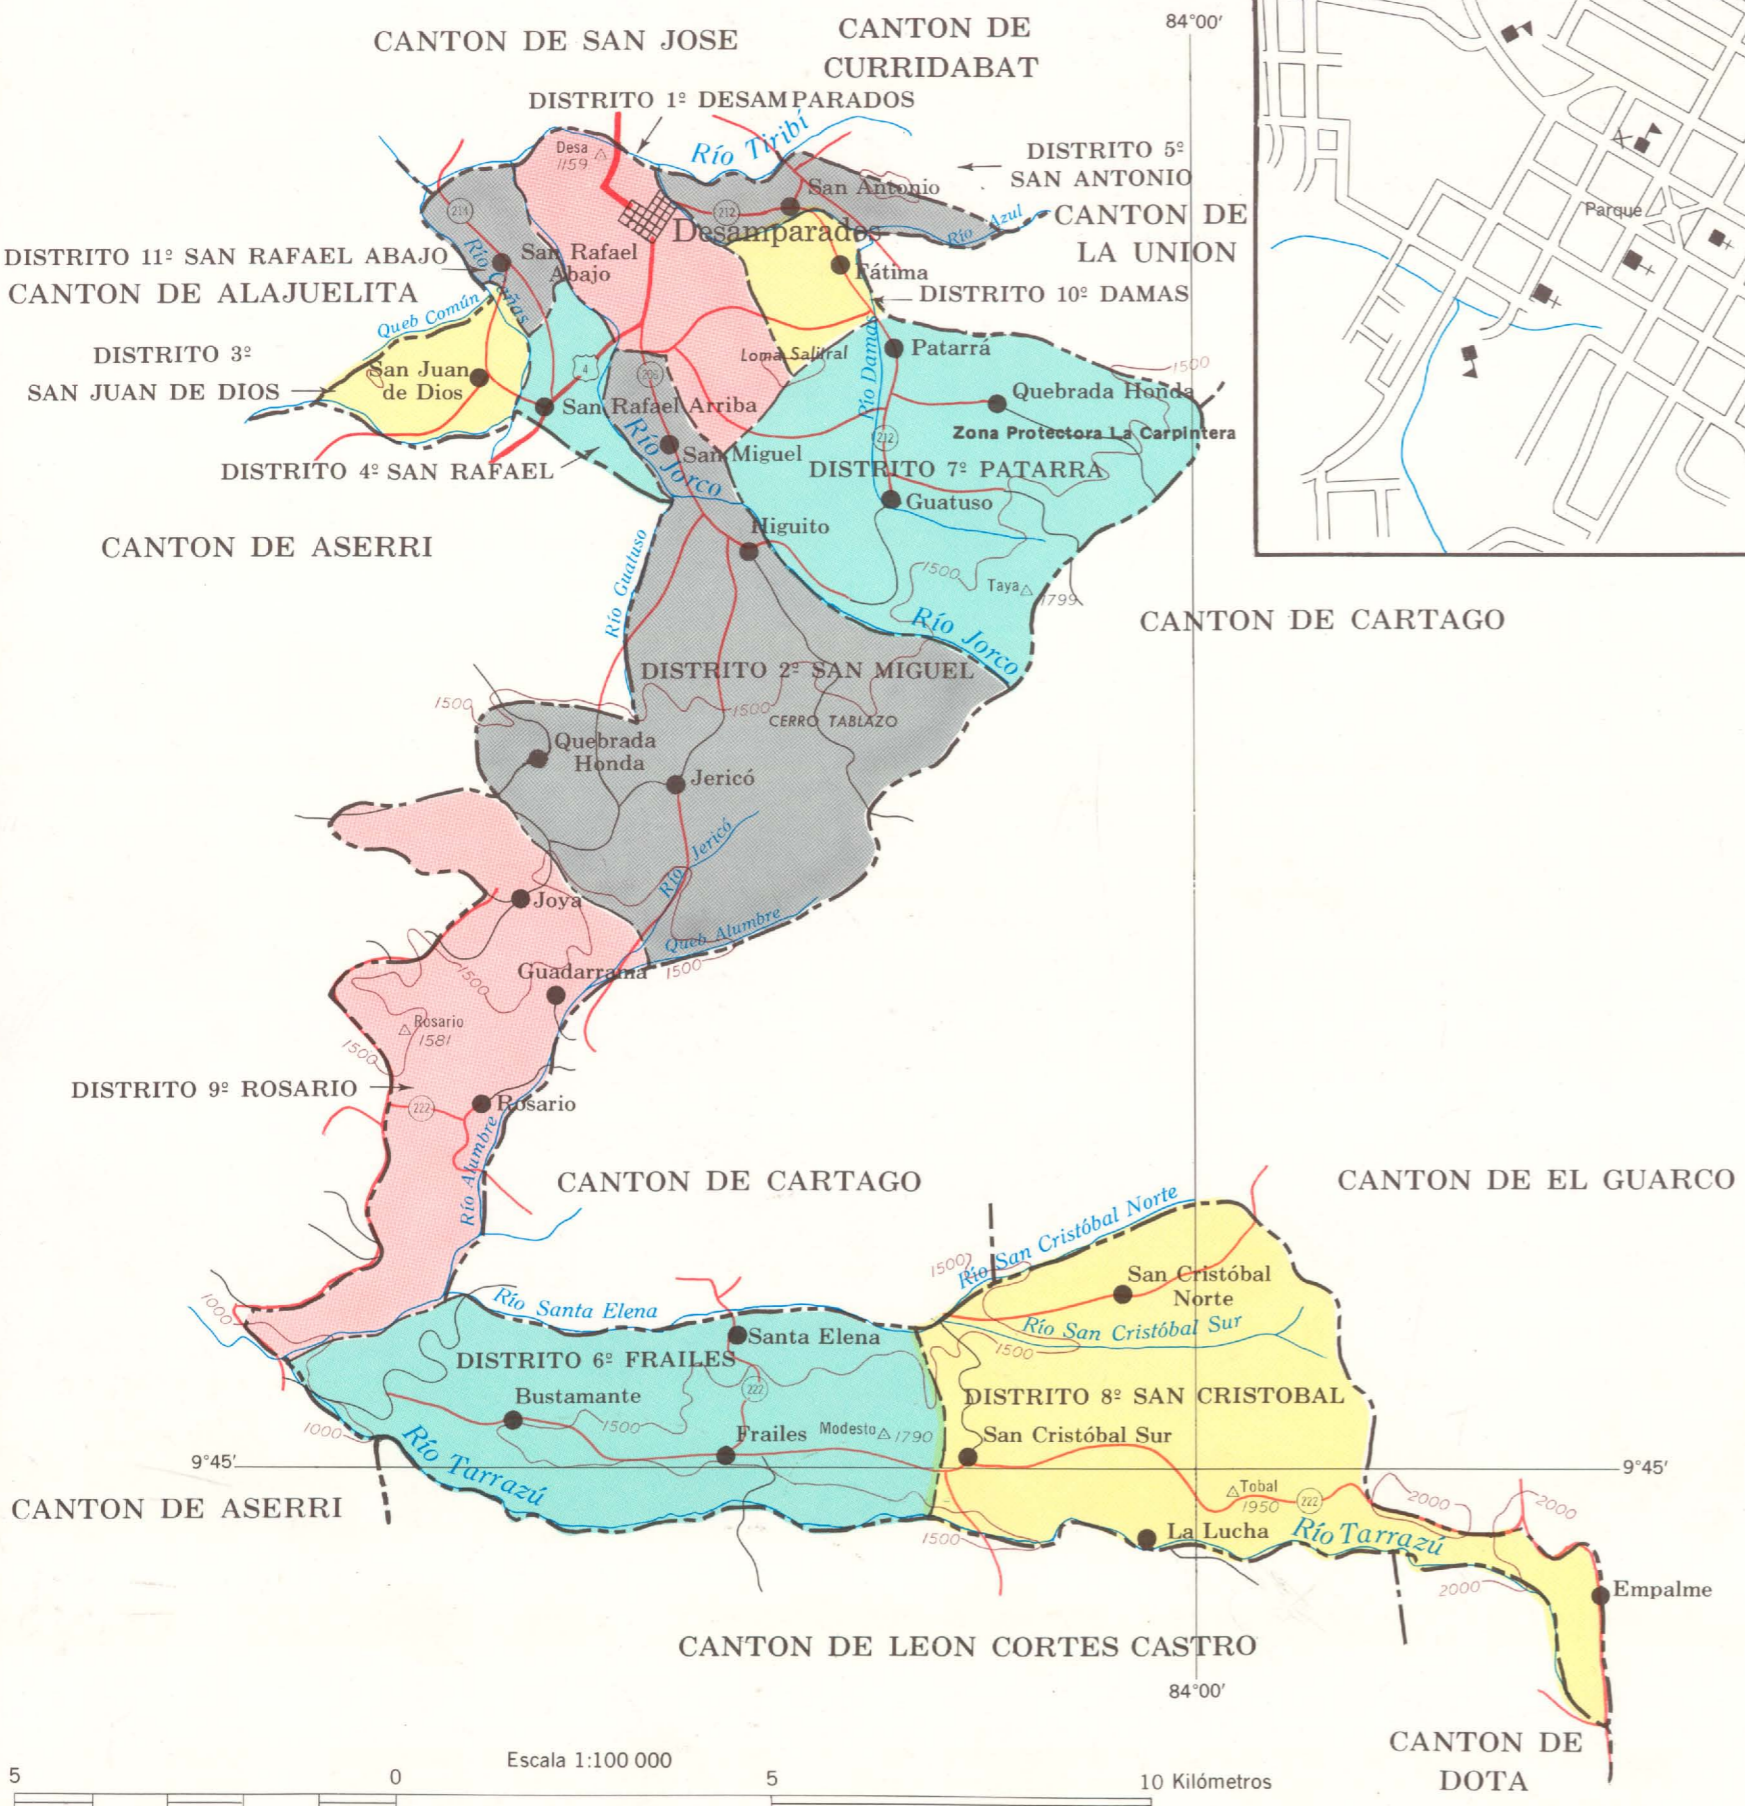 84°00'
CANTON DE SAN JOSE
CANTON DE
CURRIDABAT
DISTRITO 1º DESAMPARADOS
Desa
1159
Río Tiribí
DISTRITO 5º
SAN ANTONIO
San Antonio
214
212
Río Azul
CANTON DE
LA UNION
Desamparados
Parque
DISTRITO 11º SAN RAFAEL ABAJO
Río Cañas
San Rafael
Abajo
Fátima
CANTON DE ALAJUELITA
Queb Común
DISTRITO 10º DAMAS
DISTRITO 3º
SAN JUAN DE DIOS
San Juan
de Dios
4
206
Loma Salitral
Río Damas
Patarrá
1500
Quebrada Honda
San Rafael Arriba
Zona Protectora La Carpintera
212
Río Jorco
San Miguel
DISTRITO 4º SAN RAFAEL
DISTRITO 7º PATARRA
Guatuso
Higuito
CANTON DE ASERRI
Río Guatuso
1500
Taya
1799
CANTON DE CARTAGO
Río Jorco
DISTRITO 2º SAN MIGUEL
1500
1500
CERRO TABLAZO
Quebrada
Honda
Jericó
Río Jericó
Joya
Queb Alumbre
1500
1500
Guadarrama
Rosario
1581
1500
DISTRITO 9º ROSARIO
222
Rosario
Río Alumbre
CANTON DE CARTAGO
CANTON DE EL GUARCO
Río San Cristóbal Norte
1500
San Cristóbal
Norte
1000
Río Santa Elena
Santa Elena
Río San Cristóbal Sur
1500
DISTRITO 6º FRAILES
222
Bustamante
DISTRITO 8º SAN CRISTOBAL
1500
1000
Frailes
Modesto
1790
San Cristóbal Sur
9°45'
9°45'
Río Tarrazú
Tobal
1950
222
2000
2000
CANTON DE ASERRI
La Lucha
Río Tarrazú
1500
2000
Empalme
CANTON DE LEON CORTES CASTRO
84°00'
CANTON DE
DOTA
Escala 1:100 000
5
0
5
10 Kilómetros